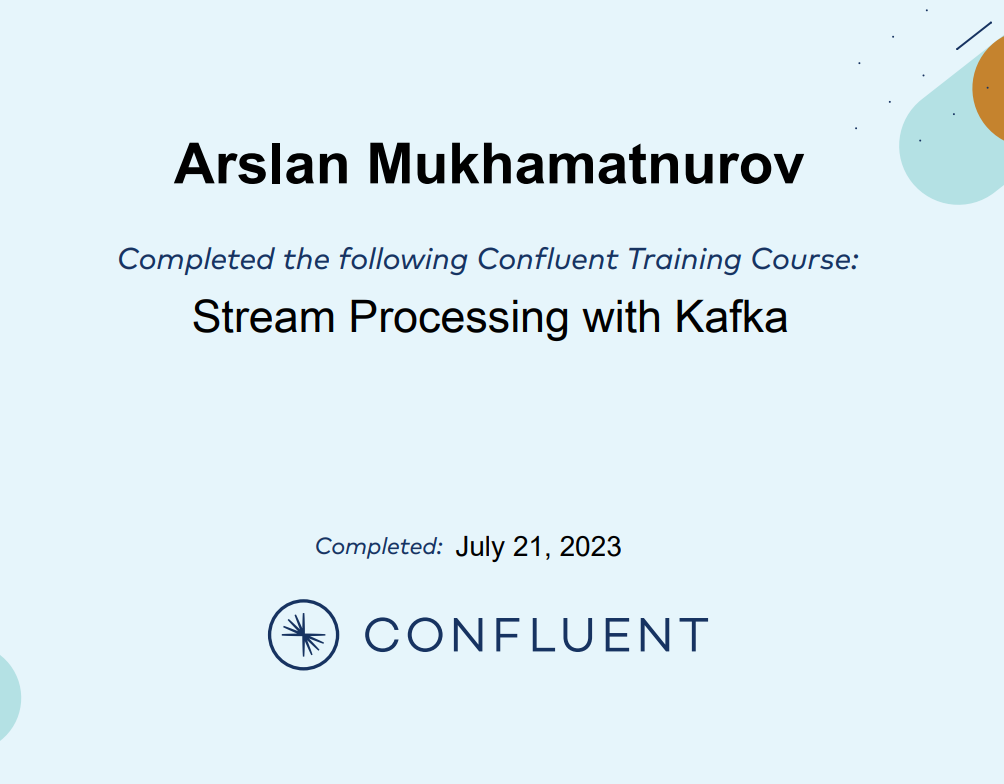 Arslan Mukhamatnurov
Completed the following Confluent Training Course:
Stream Processing with Kafka
Completed: July 21, 2023
CONFLUENT